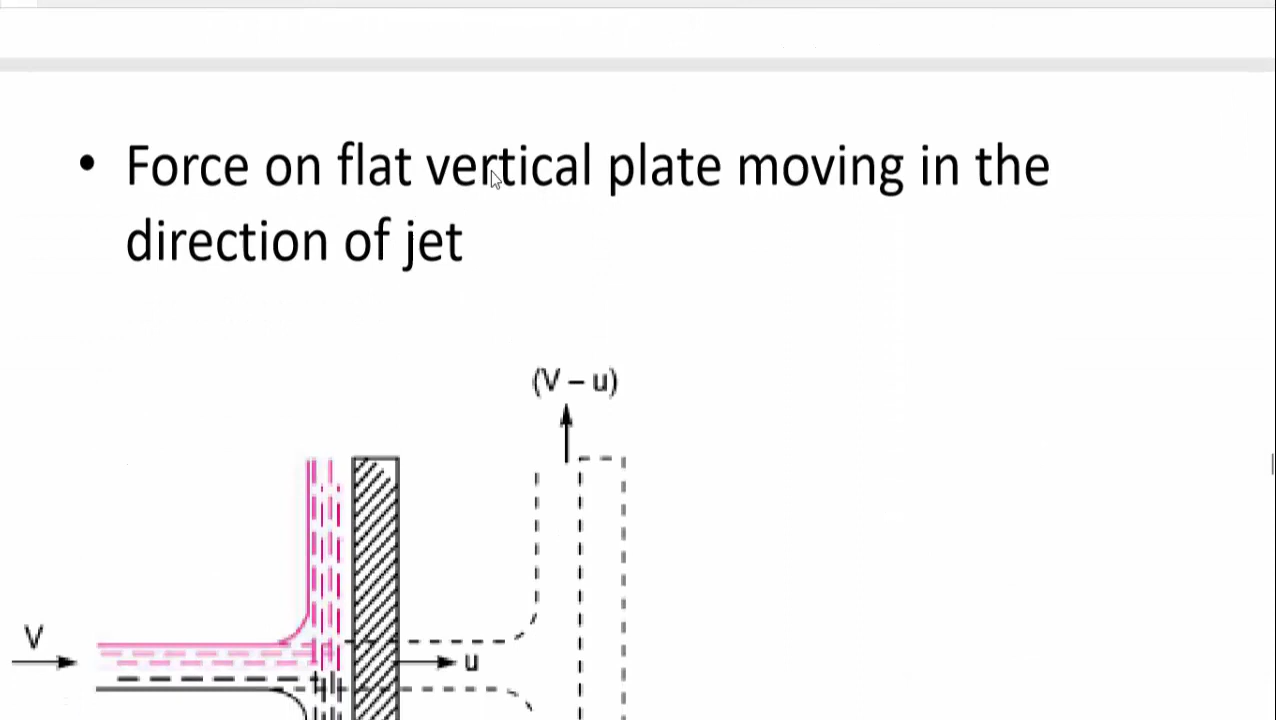 • Force on flat vertical plate moving in the
direction of jet
(V – u)
V
u